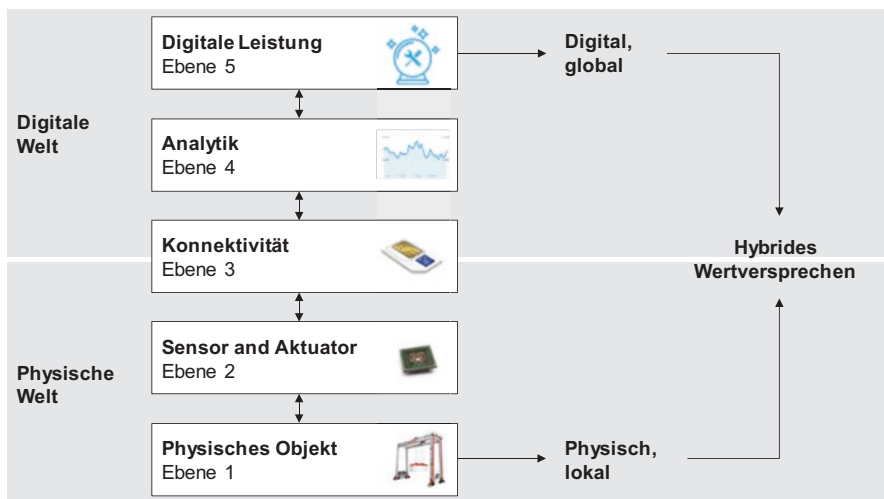 Digitale Leistung
Ebene 5
Digital,
global
Digitale
Welt
Analytik
Ebene 4
Konnektivität
Ebene 3
Hybrides
Wertversprechen
Sensor and Aktuator
Ebene 2
Physische
Welt
Physisches Objekt
Ebene 1
Physisch,
lokal